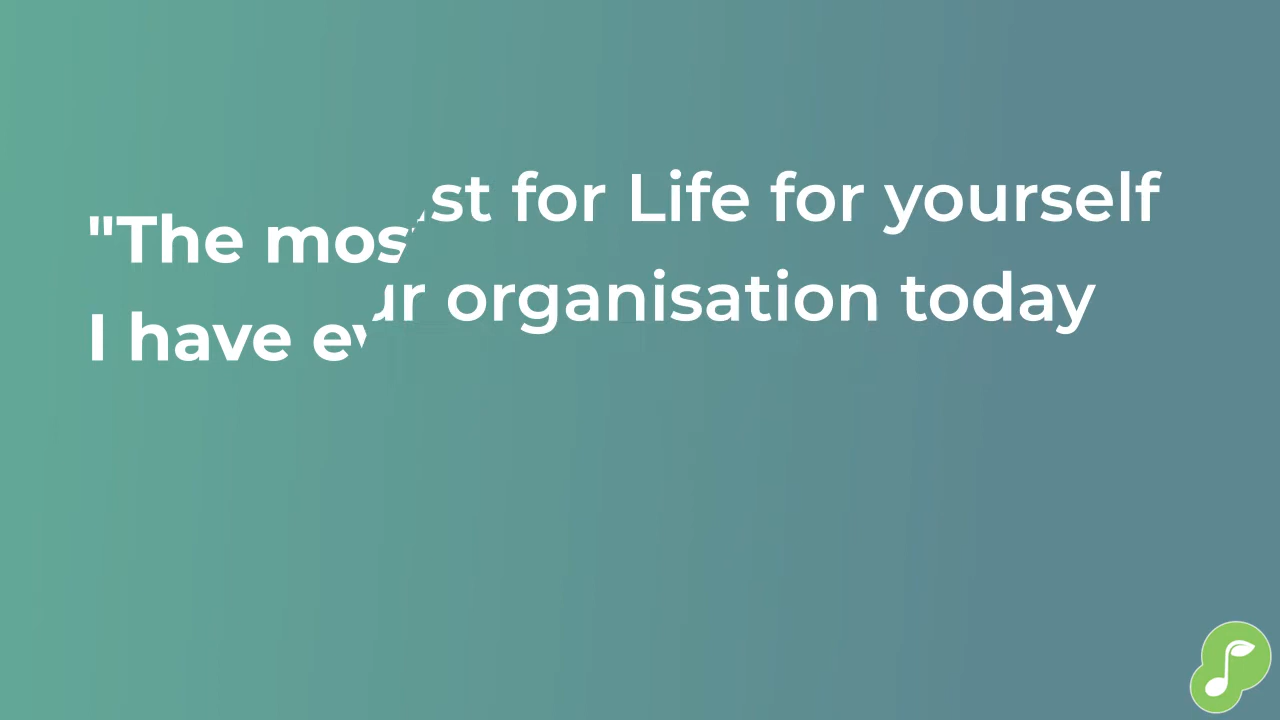 "The mos
st for Life for yourself
I have ev
ur organisation today